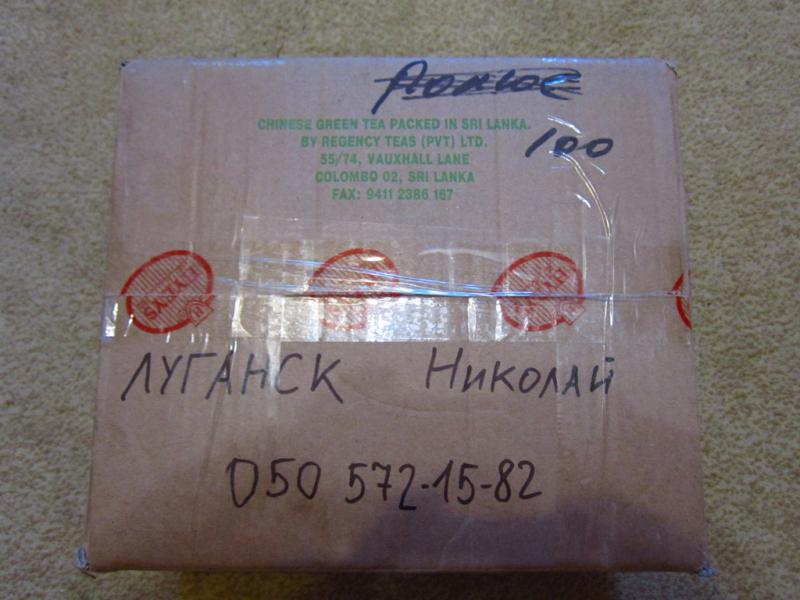 100
CHINESE GREEN TEA PACKED IN SRI LANKA.
BY REGENCY TEAS (PVT) LTD.
55/74, VAUXHALL LANE
COLOMBO 02, SRI LANKA
FAX: 9411 2386 167
ЛУГАНСК Николай
050 572-15-82